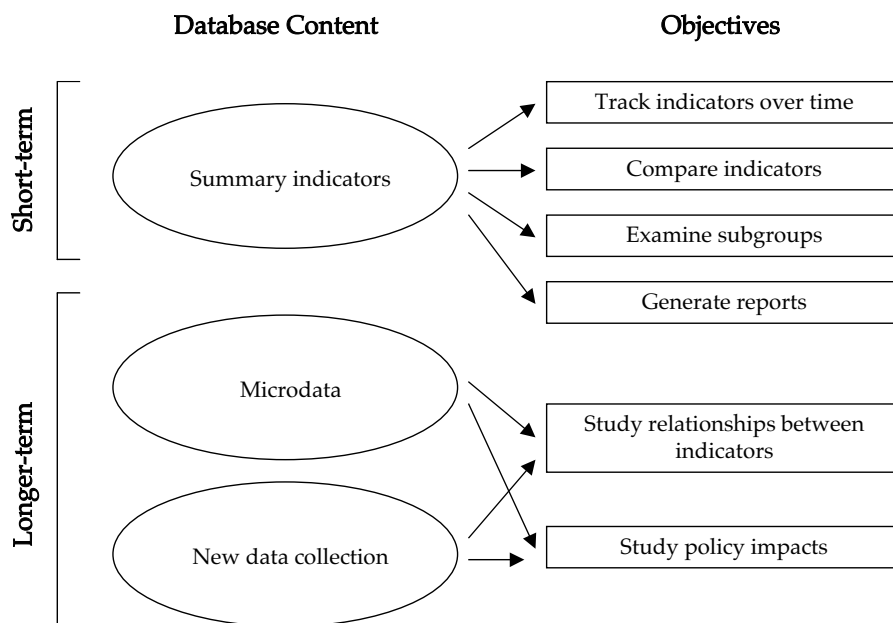 Database Content
Objectives
Short-term
Summary indicators
Track indicators over time
Compare indicators
Examine subgroups
Generate reports
Longer-term
Microdata
New data collection
Study relationships between
indicators
Study policy impacts